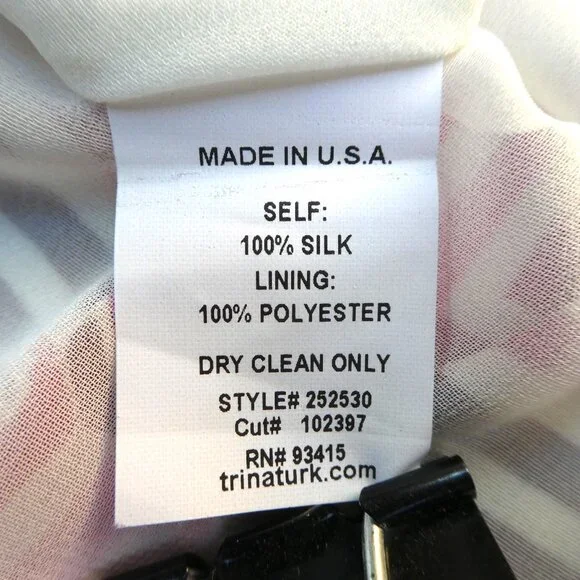 MADE IN U.S.A.
SELF:
100% SILK
LINING:
100% POLYESTER
DRY CLEAN ONLY
STYLE# 252530
Cut# 102397
RN# 93415
trinaturk.com